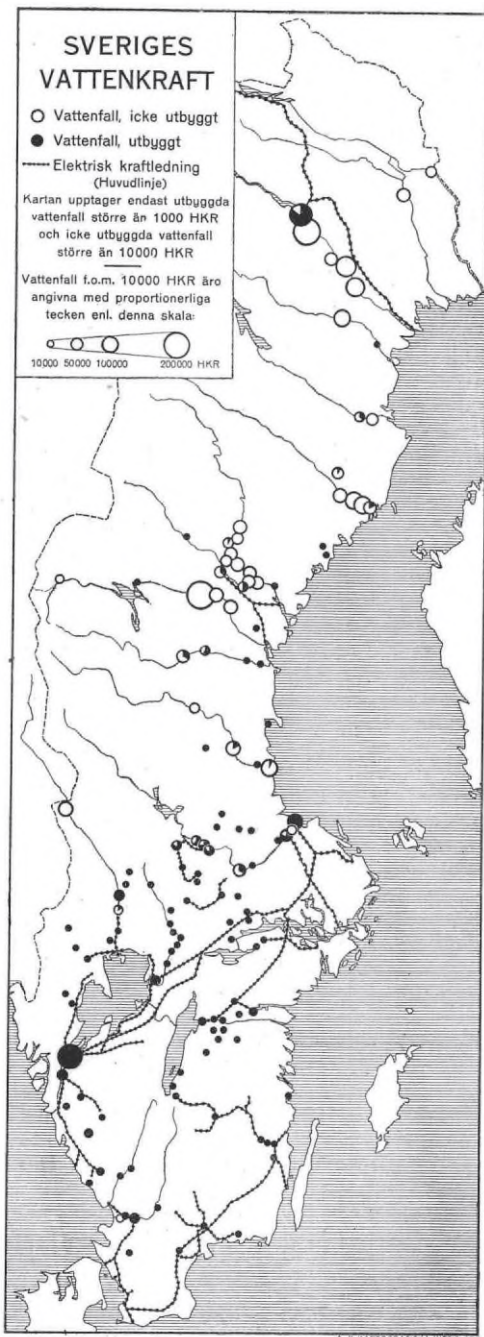 SVERIGES
VATTENKRAFT
Vattenfall, icke utbyggt
Vattenfall, utbyggt
Elektrisk kraftledning
(Huvudlinje)
Kartan upptager endast utbyggda
vattenfall större än 1000 HKR
och icke utbyggda vattenfall
större än 10000 HKR
Vattenfall f.o.m. 10000 HKR äro
angivna med proportionerliga
tecken enl. denna skala:
10000 50000 100000 200000 HKR